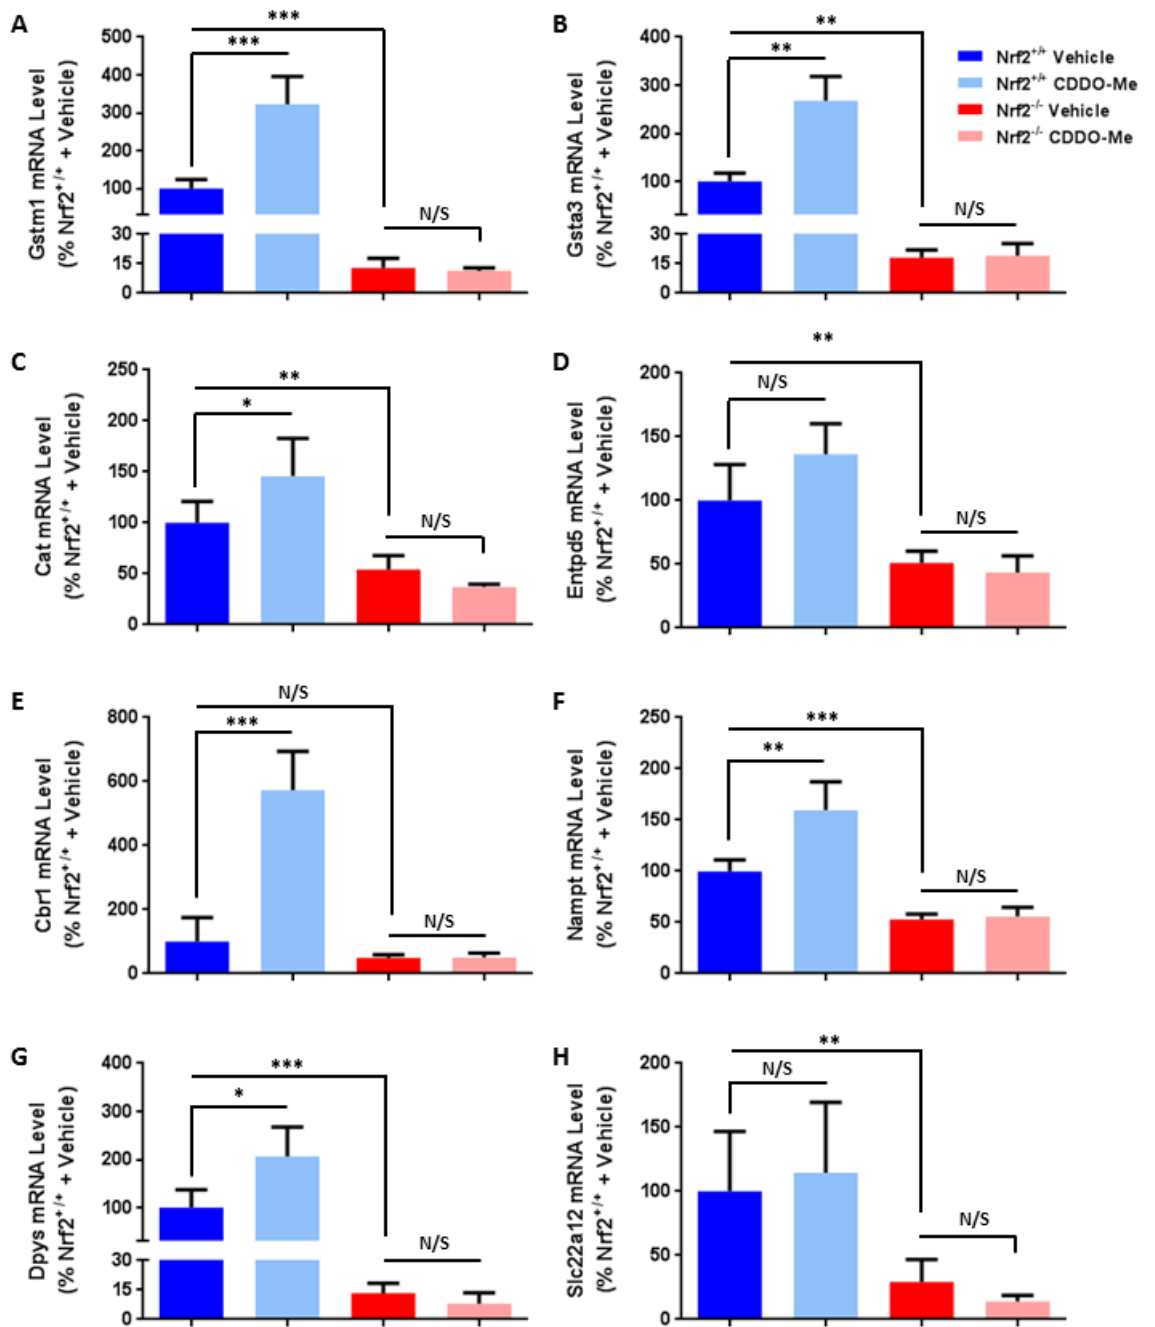 A
***
***
500
400
300
200
100
30
15
0
N/S
Gstm1 mRNA Level
(% Nrf2+/+ + Vehicle)
B
**
**
400
300
200
100
30
15
0
N/S
Gsta3 mRNA Level
(% Nrf2+/+ + Vehicle)
Nrf2+/+ Vehicle
Nrf2+/+ CDDO-Me
Nrf2-/- Vehicle
Nrf2-/- CDDO-Me
C
**
*
250
200
150
100
50
0
N/S
Cat mRNA Level
(% Nrf2+/+ + Vehicle)
D
**
N/S
200
150
100
50
0
N/S
Entpd5 mRNA Level
(% Nrf2+/+ + Vehicle)
E
N/S
***
800
600
400
200
0
N/S
Cbr1 mRNA Level
(% Nrf2+/+ + Vehicle)
F
***
**
250
200
150
100
50
0
N/S
Nampt mRNA Level
(% Nrf2+/+ + Vehicle)
G
***
*
400
300
200
100
30
15
0
N/S
Dpys mRNA Level
(% Nrf2+/+ + Vehicle)
H
**
N/S
200
150
100
50
0
N/S
Slc22a12 mRNA Level
(% Nrf2+/+ + Vehicle)